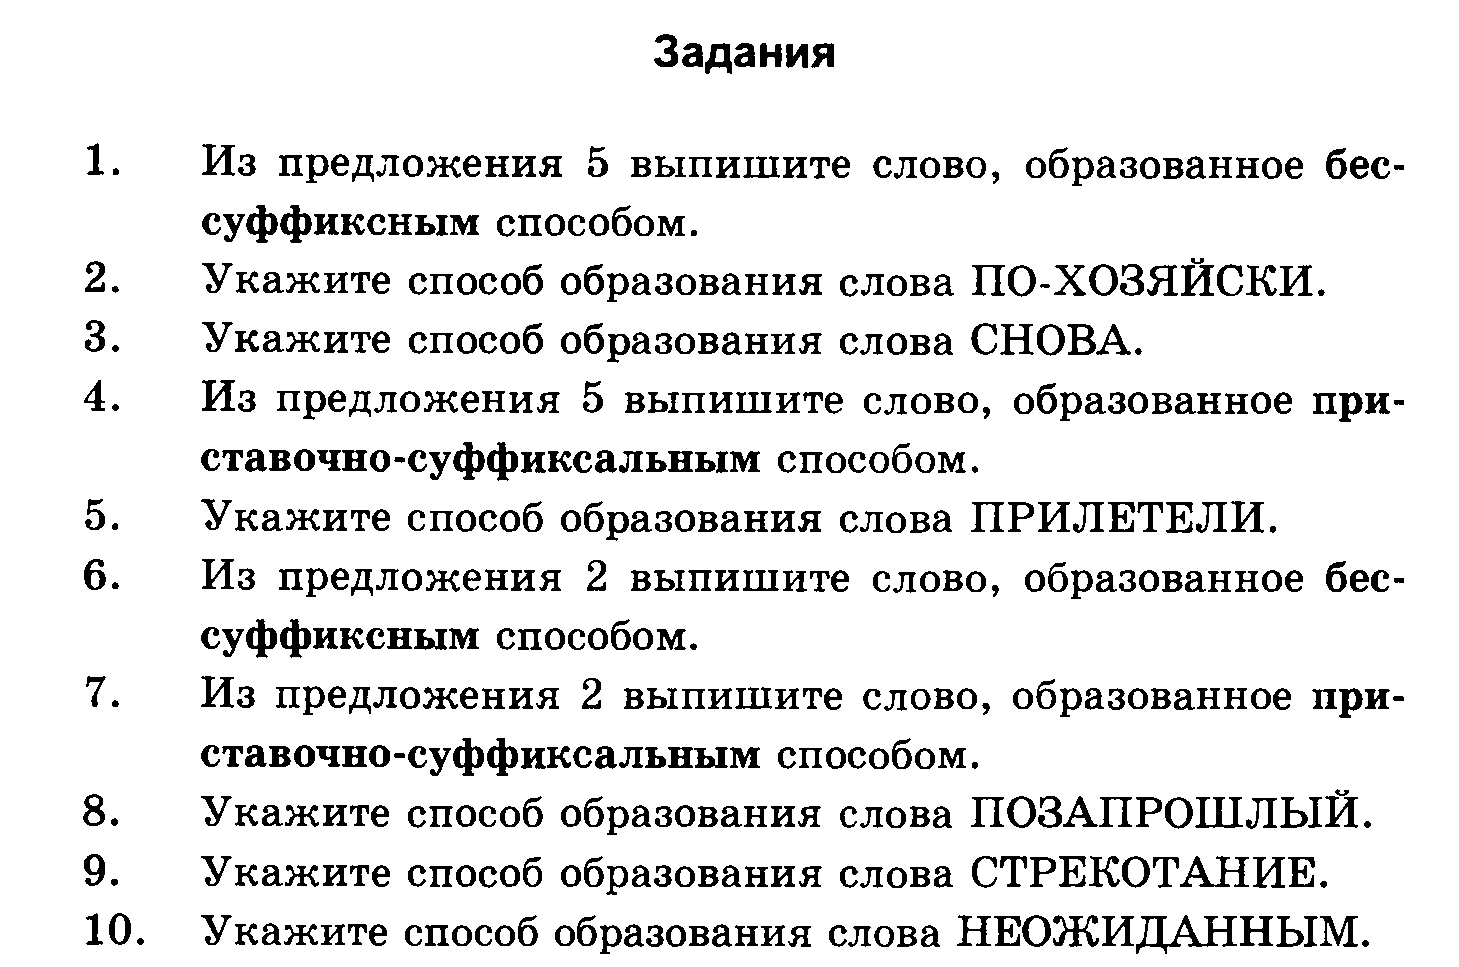 Задания
1. Из предложения 5 выпишите слово, образованное бес-
суффиксным способом.
2. Укажите способ образования слова ПО-ХОЗЯЙСКИ.
3. Укажите способ образования слова СНОВА.
4. Из предложения 5 выпишите слово, образованное при-
ставочно-суффиксальным способом.
5. Укажите способ образования слова ПРИЛЕТЕЛИ.
6. Из предложения 2 выпишите слово, образованное бес-
суффиксным способом.
7. Из предложения 2 выпишите слово, образованное при-
ставочно-суффиксальным способом.
8. Укажите способ образования слова ПОЗАПРОШЛЫЙ.
9. Укажите способ образования слова СТРЕКОТАНИЕ.
10. Укажите способ образования слова НЕОЖИДАННЫМ.